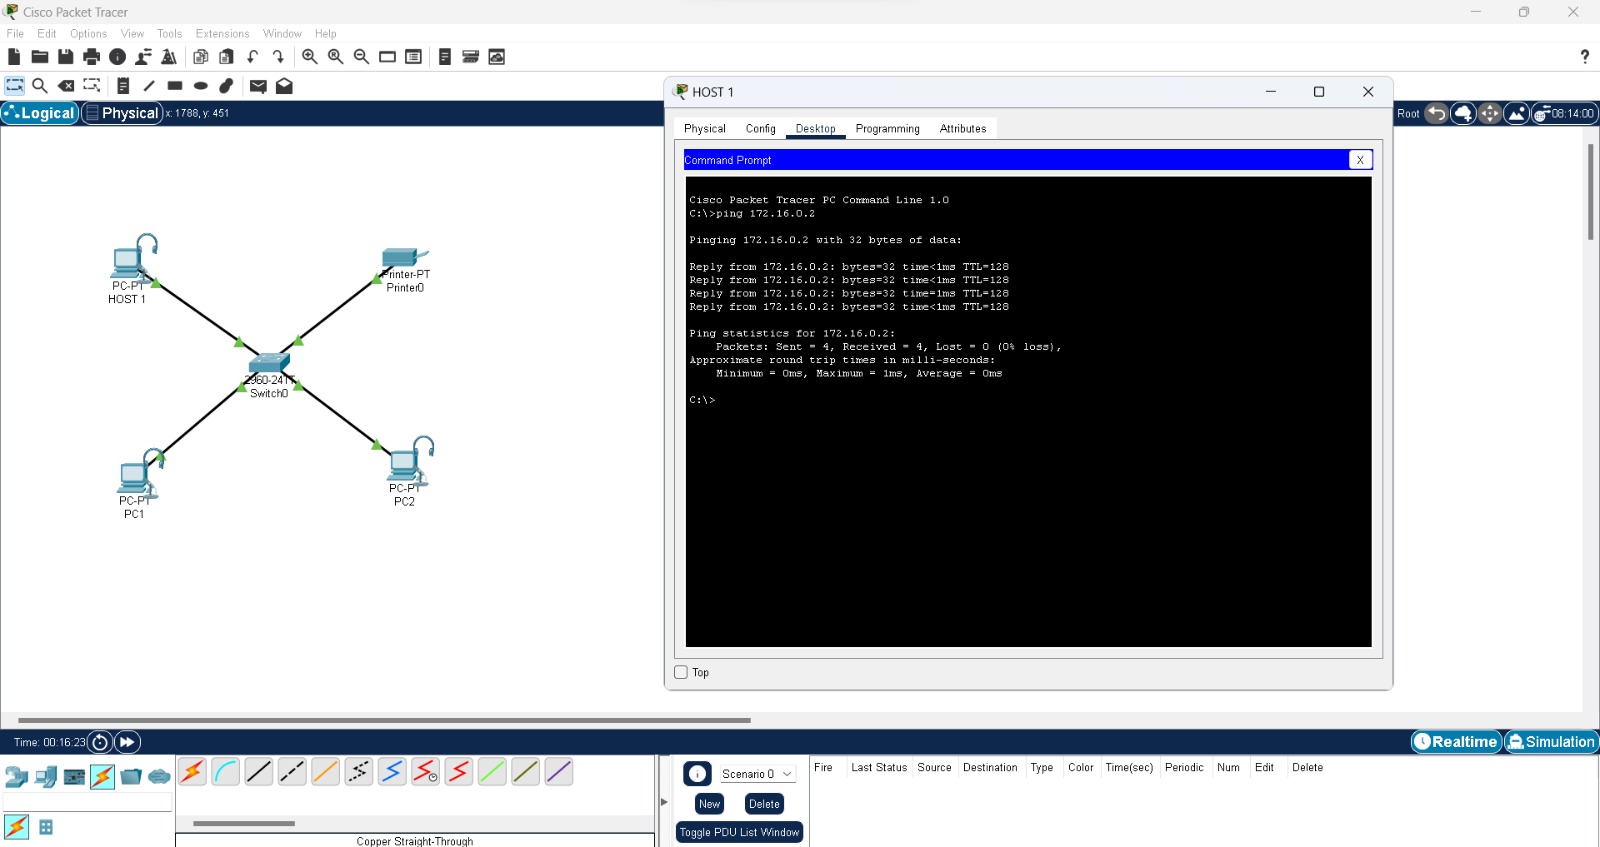 Cisco Packet Tracer
File Edit Options View Tools Extensions Window Help
?
Logical Physical x: 1788, y: 451
Root 08:14:00
HOST 1
Physical Config Desktop Programming Attributes
Command Prompt
X
Cisco Packet Tracer PC Command Line 1.0
C:\>ping 172.16.0.2
Pinging 172.16.0.2 with 32 bytes of data:
Reply from 172.16.0.2: bytes=32 time<1ms TTL=128
Reply from 172.16.0.2: bytes=32 time<1ms TTL=128
Reply from 172.16.0.2: bytes=32 time=1ms TTL=128
Reply from 172.16.0.2: bytes=32 time<1ms TTL=128
Ping statistics for 172.16.0.2:
Packets: Sent = 4, Received = 4, Lost = 0 (0% loss),
Approximate round trip times in milli-seconds:
Minimum = 0ms, Maximum = 1ms, Average = 0ms
C:\>
Top
PC-PT
HOST 1
Printer-PT
Printer0
2960-24TT
Switch0
PC-PT
PC1
PC-PT
PC2
Time: 00:16:23
Realtime Simulation
Scenario 0
New Delete
Toggle PDU List Window
Fire Last Status Source Destination Type Color Time(sec) Periodic Num Edit Delete
Copper Straight-Through